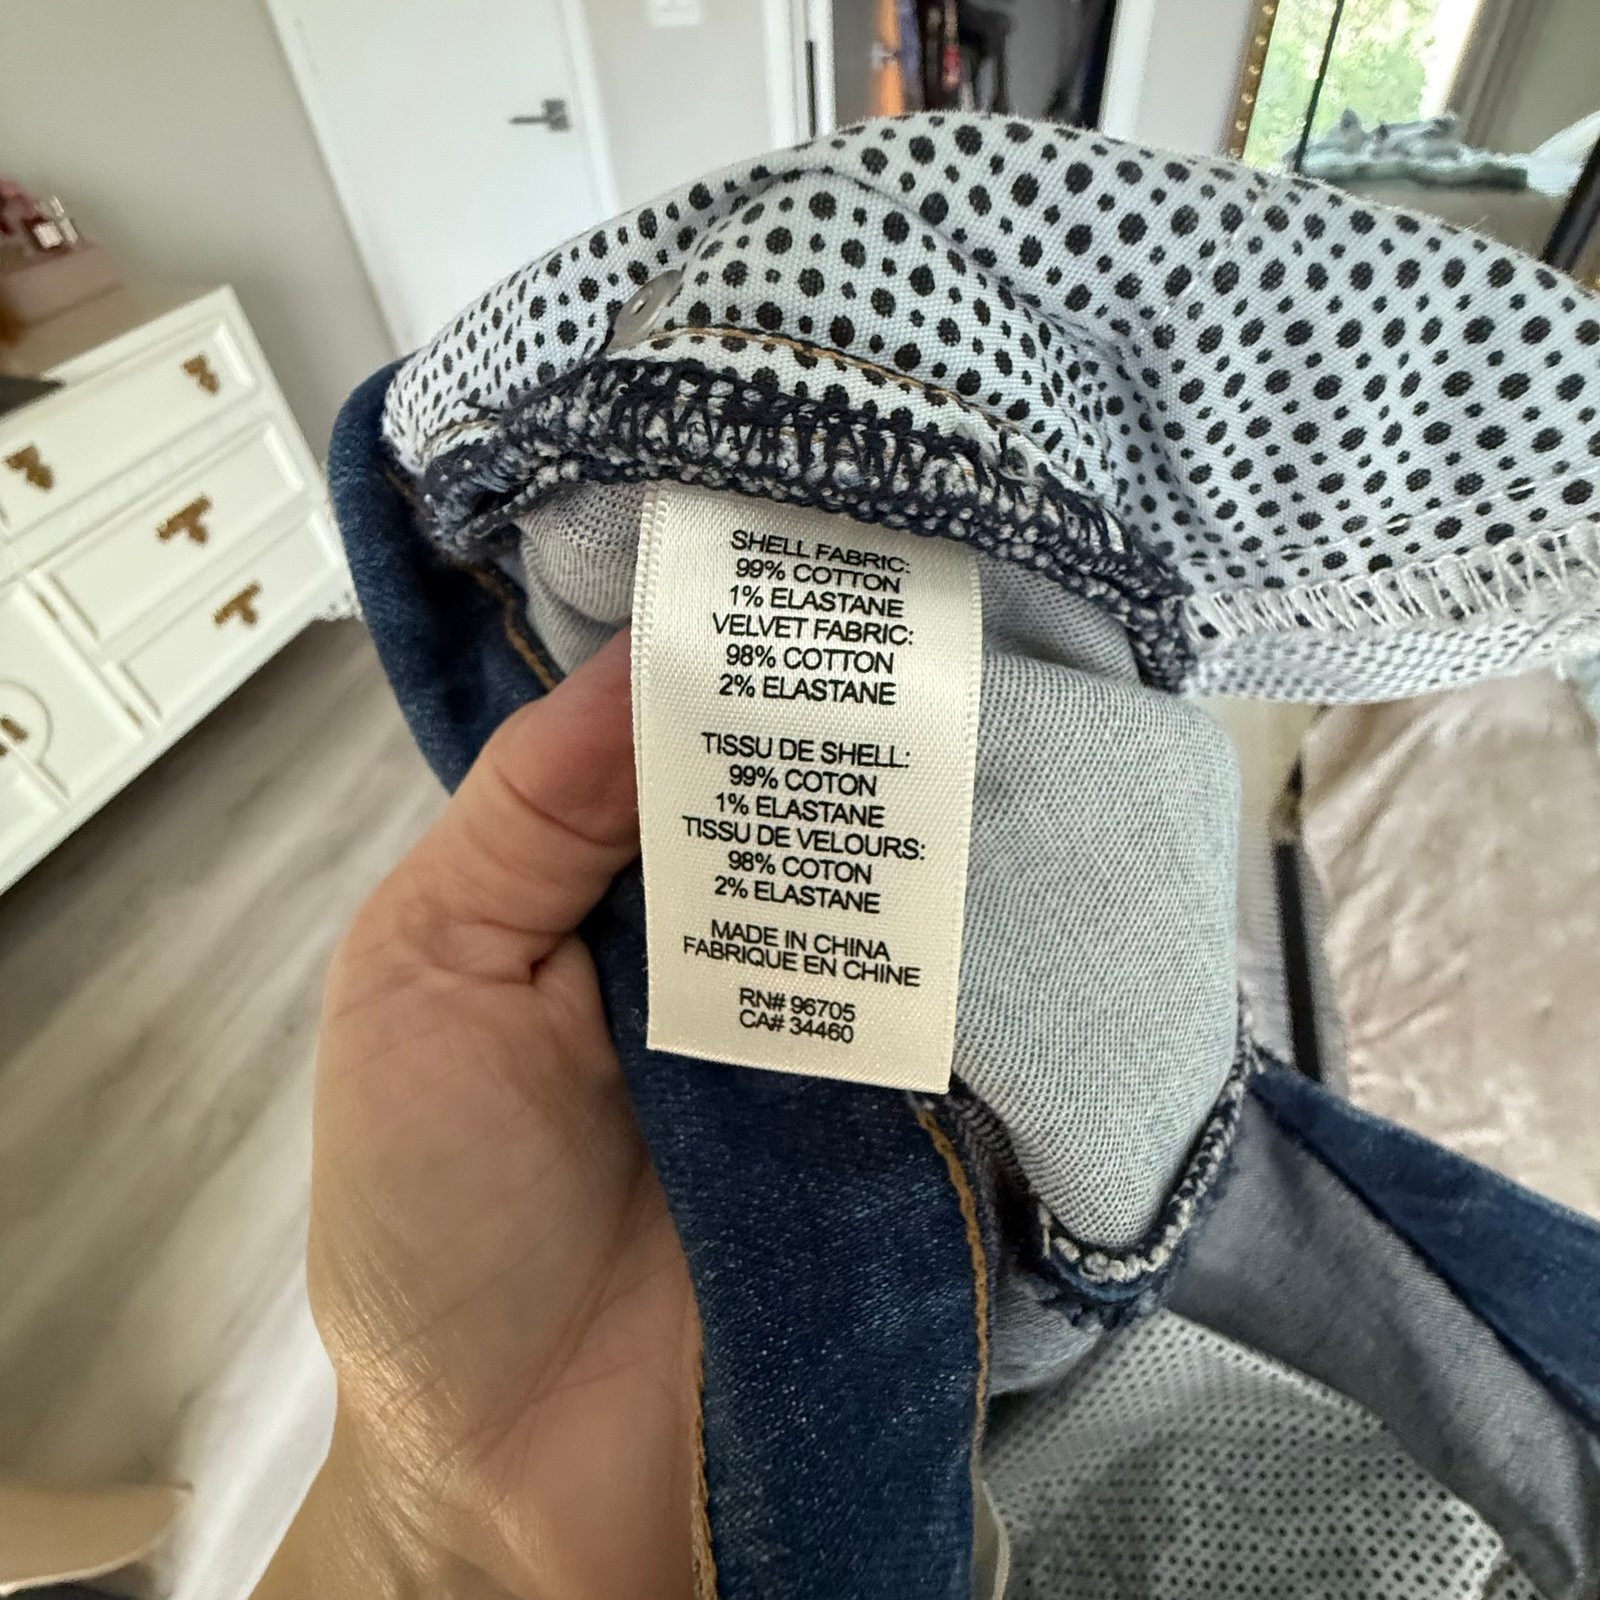 SHELL FABRIC:
99% COTTON
1% ELASTANE
VELVET FABRIC:
98% COTTON
2% ELASTANE
TISSU DE SHELL:
99% COTON
1% ELASTANE
TISSU DE VELOURS:
98% COTON
2% ELASTANE
MADE IN CHINA
FABRIQUE EN CHINE
RN# 96705
CA# 34460